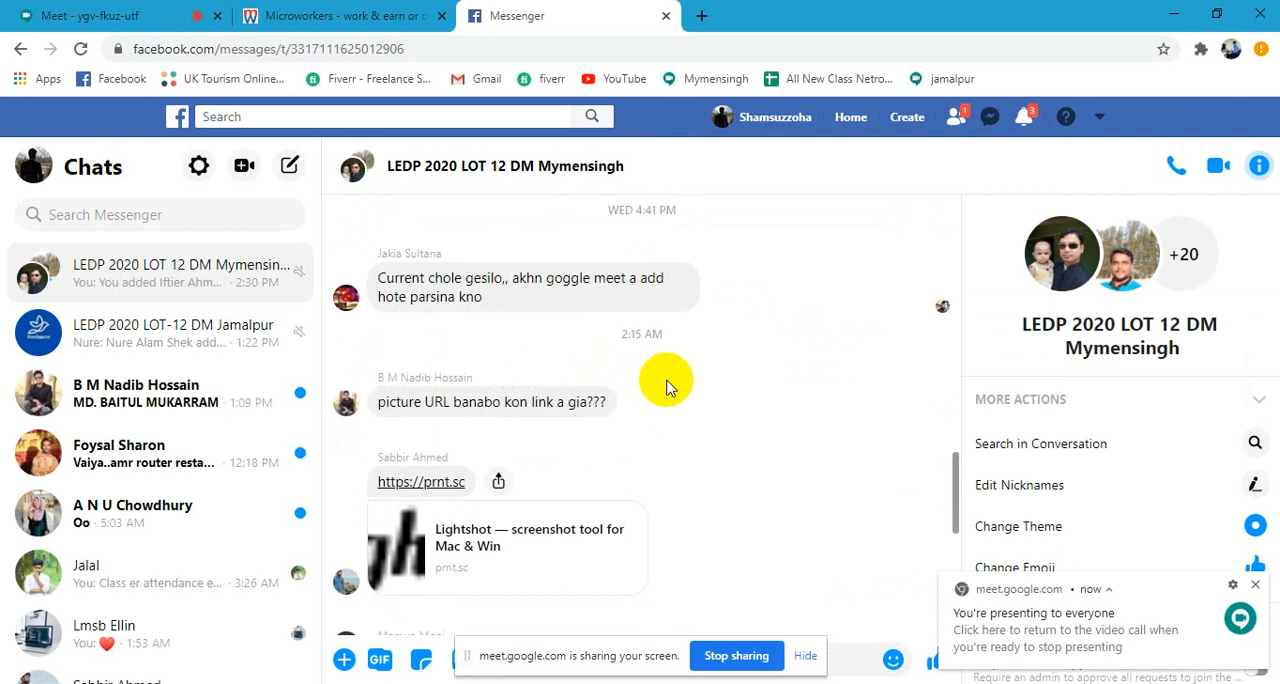 Meet - ygv-fkuz-utf
Microworkers - work & earn or o
Messenger
facebook.com/messages/t/3317111625012906
Apps
Facebook
UK Tourism Online...
Fiverr - Freelance S...
Gmail
fiverr
YouTube
Mymensingh
All New Class Netro...
jamalpur
Search
Shamsuzzoha
Home
Create
1
3
Chats
Search Messenger
LEDP 2020 LOT 12 DM Mymensin...
You: You added Iftier Ahm... · 2:30 PM
LEDP 2020 LOT-12 DM Jamalpur
Nure: Nure Alam Shek add... · 1:22 PM
B M Nadib Hossain
MD. BAITUL MUKARRAM · 1:09 PM
Foysal Sharon
Vaiya..amr router resta... · 12:18 PM
A N U Chowdhury
Oo · 5:03 AM
Jalal
You: Class er attendance e... · 3:26 AM
Lmsb Ellin
You: ❤ · 1:53 AM
LEDP 2020 LOT 12 DM Mymensingh
WED 4:41 PM
Jakia Sultana
Current chole gesilo,, akhn goggle meet a add
hote parsina kno
2:15 AM
B M Nadib Hossain
picture URL banabo kon link a gia???
Sabbir Ahmed
https://prnt.sc
Lightshot — screenshot tool for
Mac & Win
prnt.sc
GIF
meet.google.com is sharing your screen.
Stop sharing
Hide
+20
LEDP 2020 LOT 12 DM
Mymensingh
MORE ACTIONS
Search in Conversation
Edit Nicknames
Change Theme
Change Emoji
meet.google.com • now
You're presenting to everyone
Click here to return to the video call when
you're ready to stop presenting
Require an admin to approve all requests to join the ...